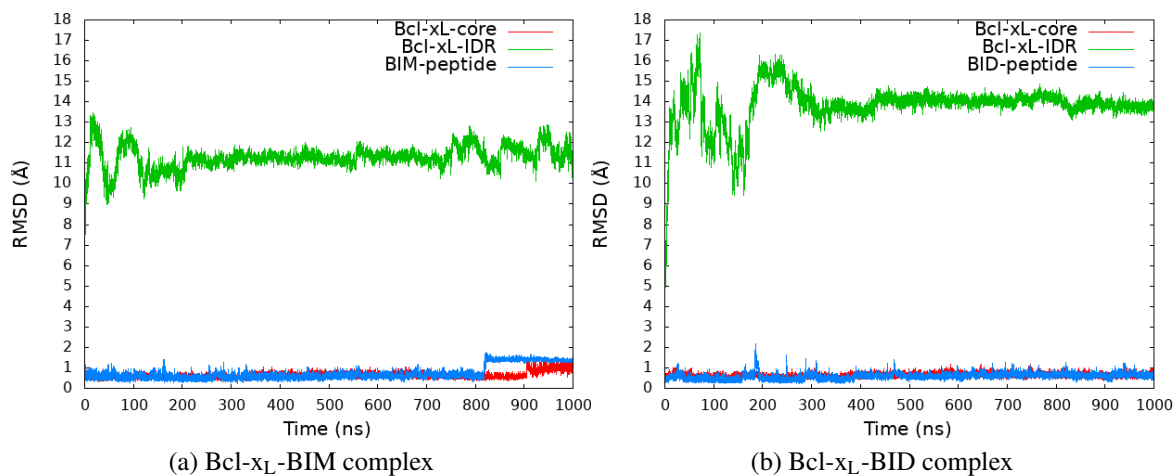 Bcl-xL-core
Bcl-xL-IDR
BIM-peptide
RMSD (Å)
18
17
16
15
14
13
12
11
10
9
8
7
6
5
4
3
2
1
0
0 100 200 300 400 500 600 700 800 900 1000
Time (ns)
(a) Bcl-xL-BIM complex
Bcl-xL-core
Bcl-xL-IDR
BID-peptide
RMSD (Å)
18
17
16
15
14
13
12
11
10
9
8
7
6
5
4
3
2
1
0
0 100 200 300 400 500 600 700 800 900 1000
Time (ns)
(b) Bcl-xL-BID complex